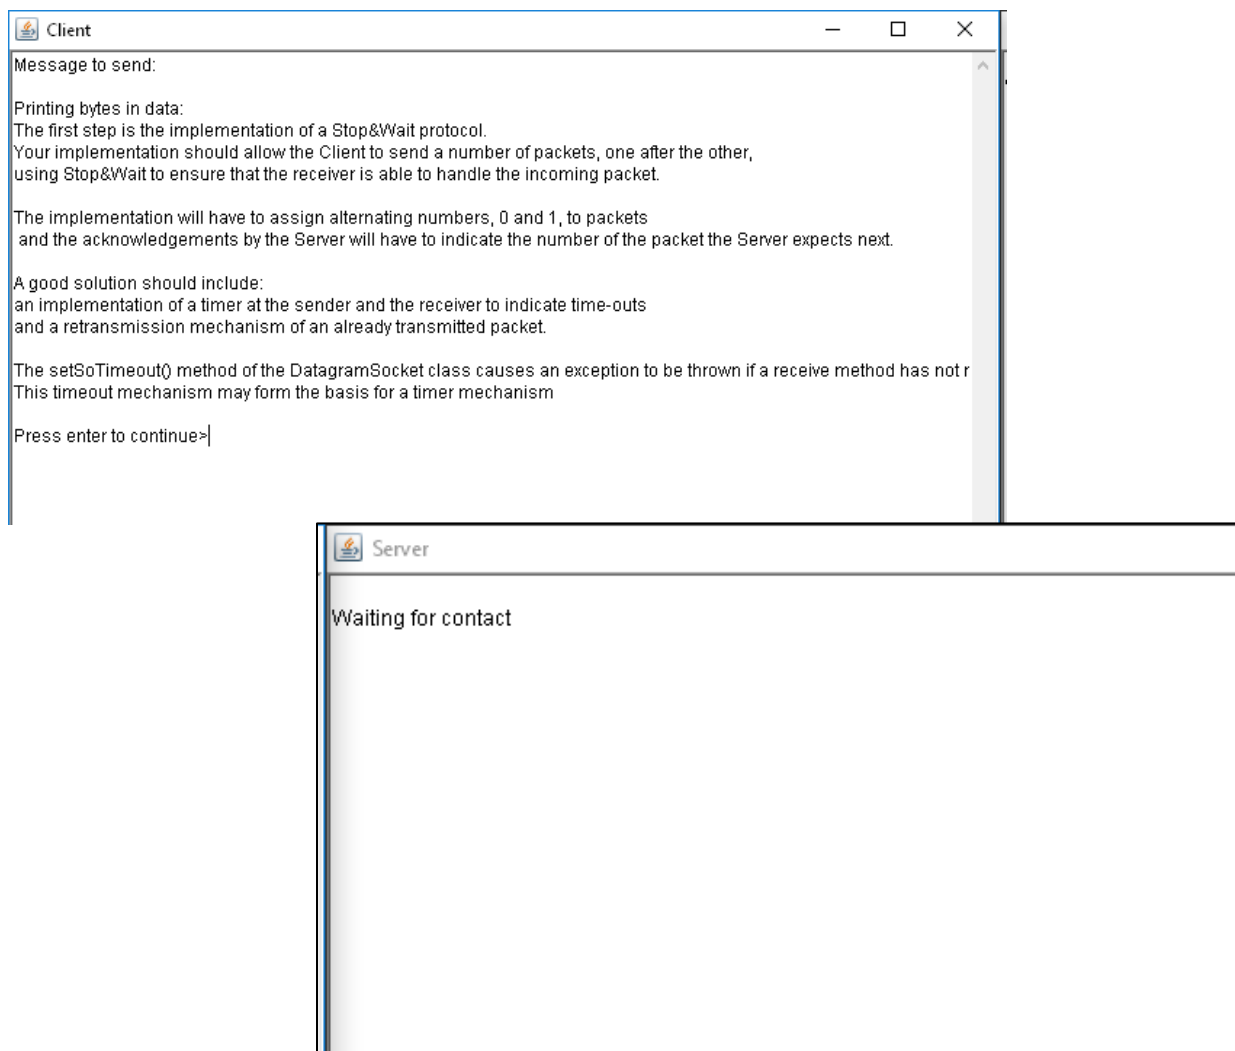 Client
Message to send:
Printing bytes in data:
The first step is the implementation of a Stop&Wait protocol.
Your implementation should allow the Client to send a number of packets, one after the other,
using Stop&Wait to ensure that the receiver is able to handle the incoming packet.
The implementation will have to assign alternating numbers, 0 and 1, to packets
and the acknowledgements by the Server will have to indicate the number of the packet the Server expects next.
A good solution should include:
an implementation of a timer at the sender and the receiver to indicate time-outs
and a retransmission mechanism of an already transmitted packet.
The setSoTimeout() method of the DatagramSocket class causes an exception to be thrown if a receive method has not r
This timeout mechanism may form the basis for a timer mechanism
Press enter to continue>
Server
Waiting for contact